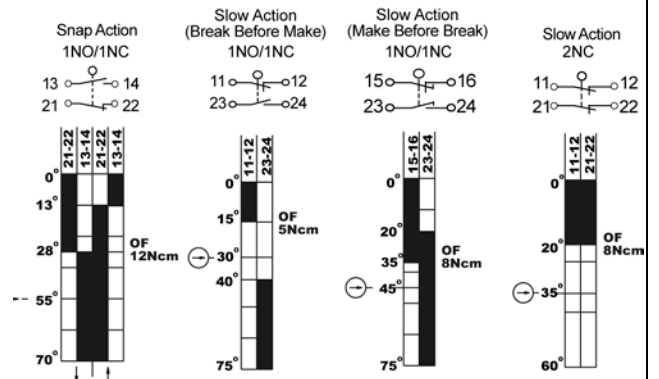 Snap Action
1NO/1NC
13 14
21 22
21-22 13-14 21-22 13-14
0°
13°
28°
55°
70°
OF
12Ncm
Slow Action
(Break Before Make)
1NO/1NC
11 12
23 24
11-12 23-24
0°
15°
30°
40°
75°
OF
5Ncm
Slow Action
(Make Before Break)
1NO/1NC
15 16
23 24
15-16 23-24
0°
20°
35°
45°
75°
OF
8Ncm
Slow Action
2NC
11 12
21 22
11-12 21-22
0°
20°
35°
60°
OF
8Ncm